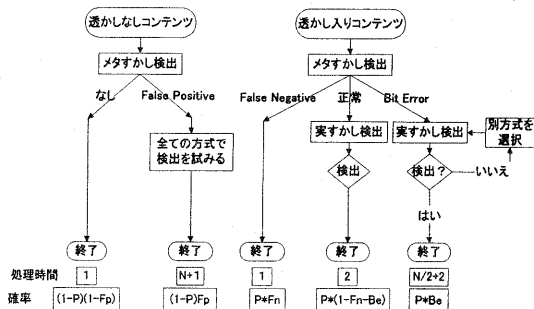 透かしなしコンテンツ
透かし入りコンテンツ
メタすかし検出
メタすかし検出
なし
False Positive
False Negative
正常
Bit Error
全ての方式で
検出を試みる
実すかし検出
実すかし検出
別方式を
選択
検出
検出？
いいえ
はい
終了
終了
終了
終了
終了
処理時間
1
N+1
1
2
N/2+2
確率
(1-P)(1-Fp)
(1-P)Fp
P*Fn
P*(1-Fn-Be)
P*Be